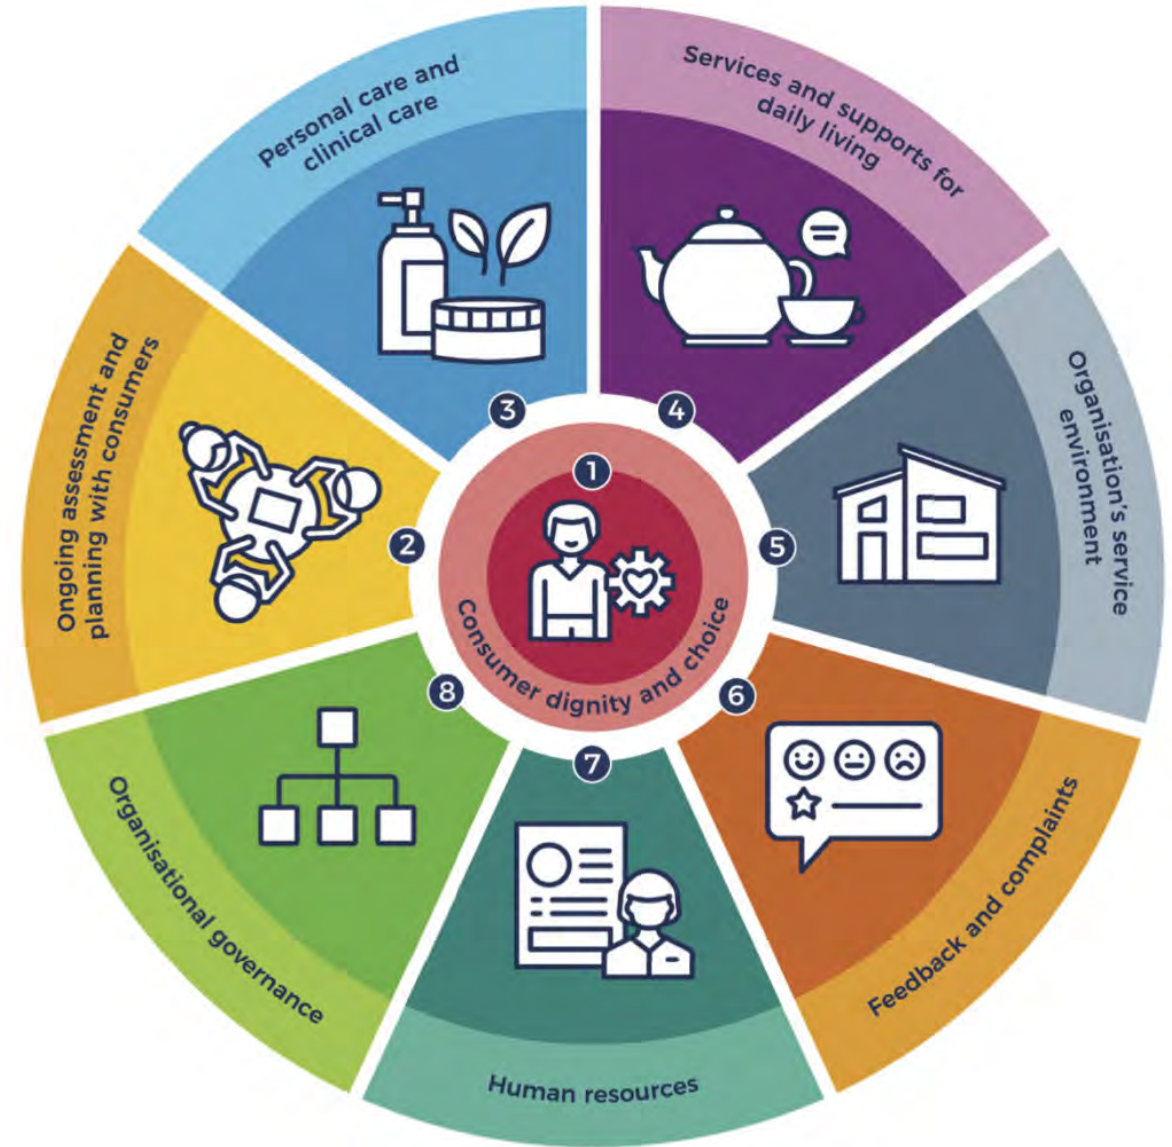 1
Consumer dignity and choice
2
Ongoing assessment and
planning with consumers
3
Personal care and
clinical care
4
Services and supports for
daily living
5
Organisation's service
environment
6
Feedback and complaints
7
Human resources
8
Organisational governance